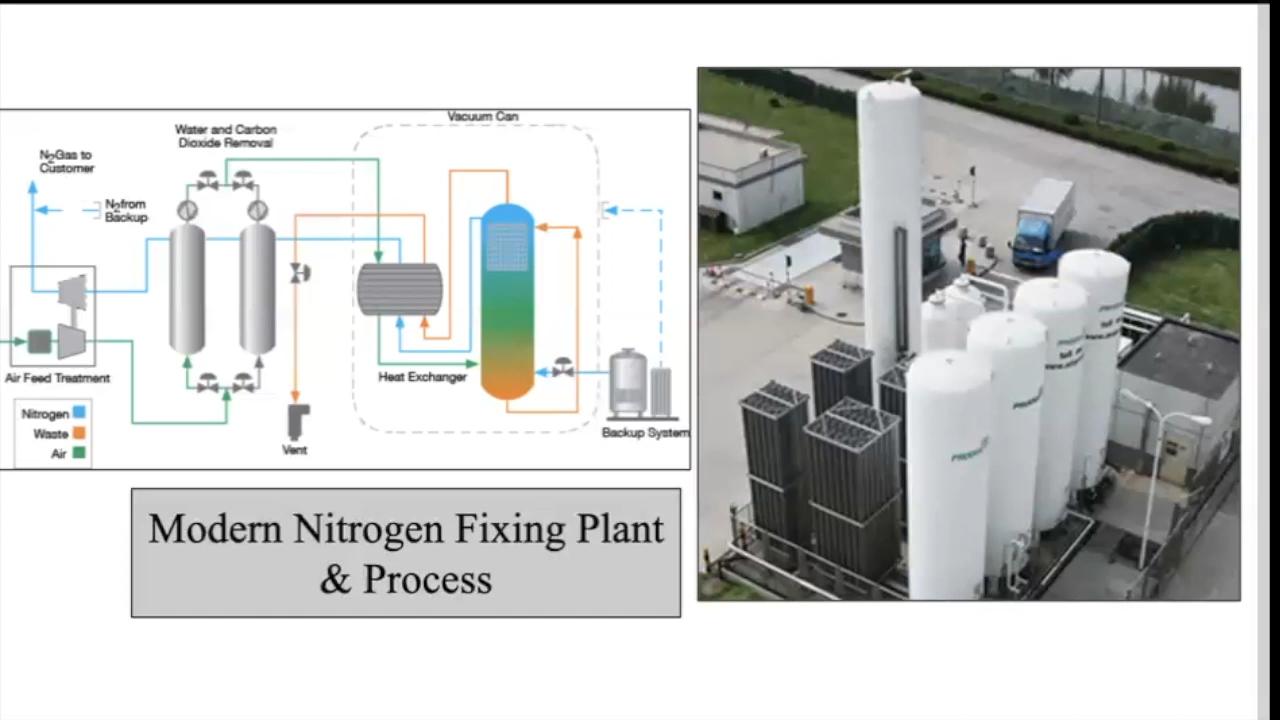 Vacuum Can
Water and Carbon
Dioxide Removal
N2Gas to
Customer
N2from
Backup
Air Feed Treatment
Heat Exchanger
Nitrogen
Waste
Air
Vent
Backup System
Modern Nitrogen Fixing Plant
& Process